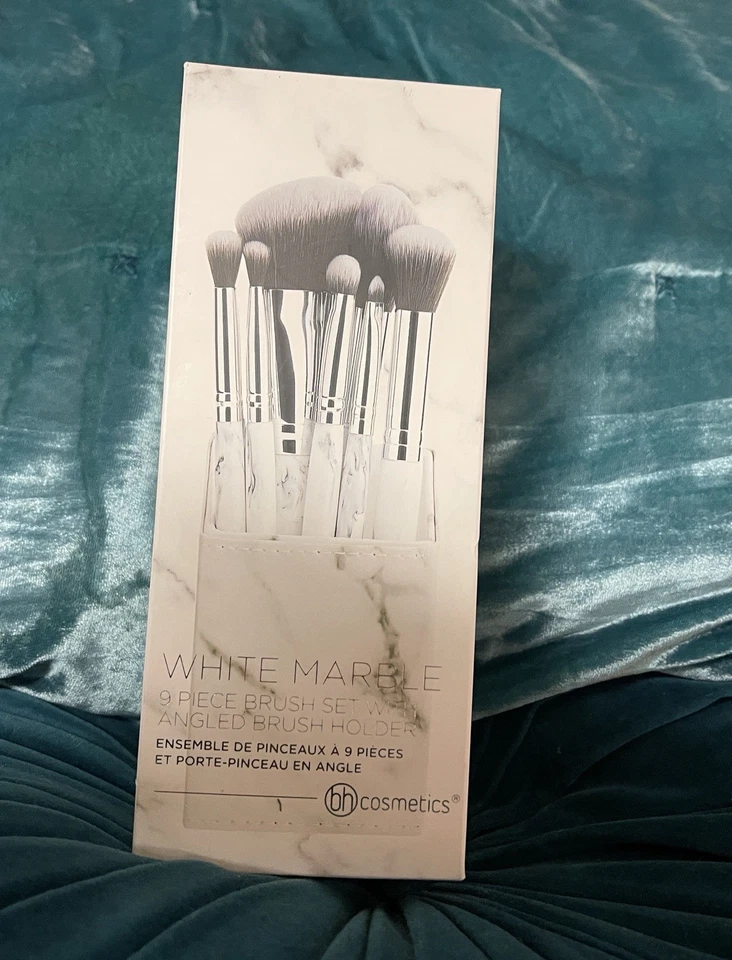 WHITE MARBLE
9 PIECE BRUSH SET WITH
ANGLED BRUSH HOLDER
ENSEMBLE DE PINCEAUX À 9 PIÈCES
ET PORTE-PINCEAU EN ANGLE
bh cosmetics®